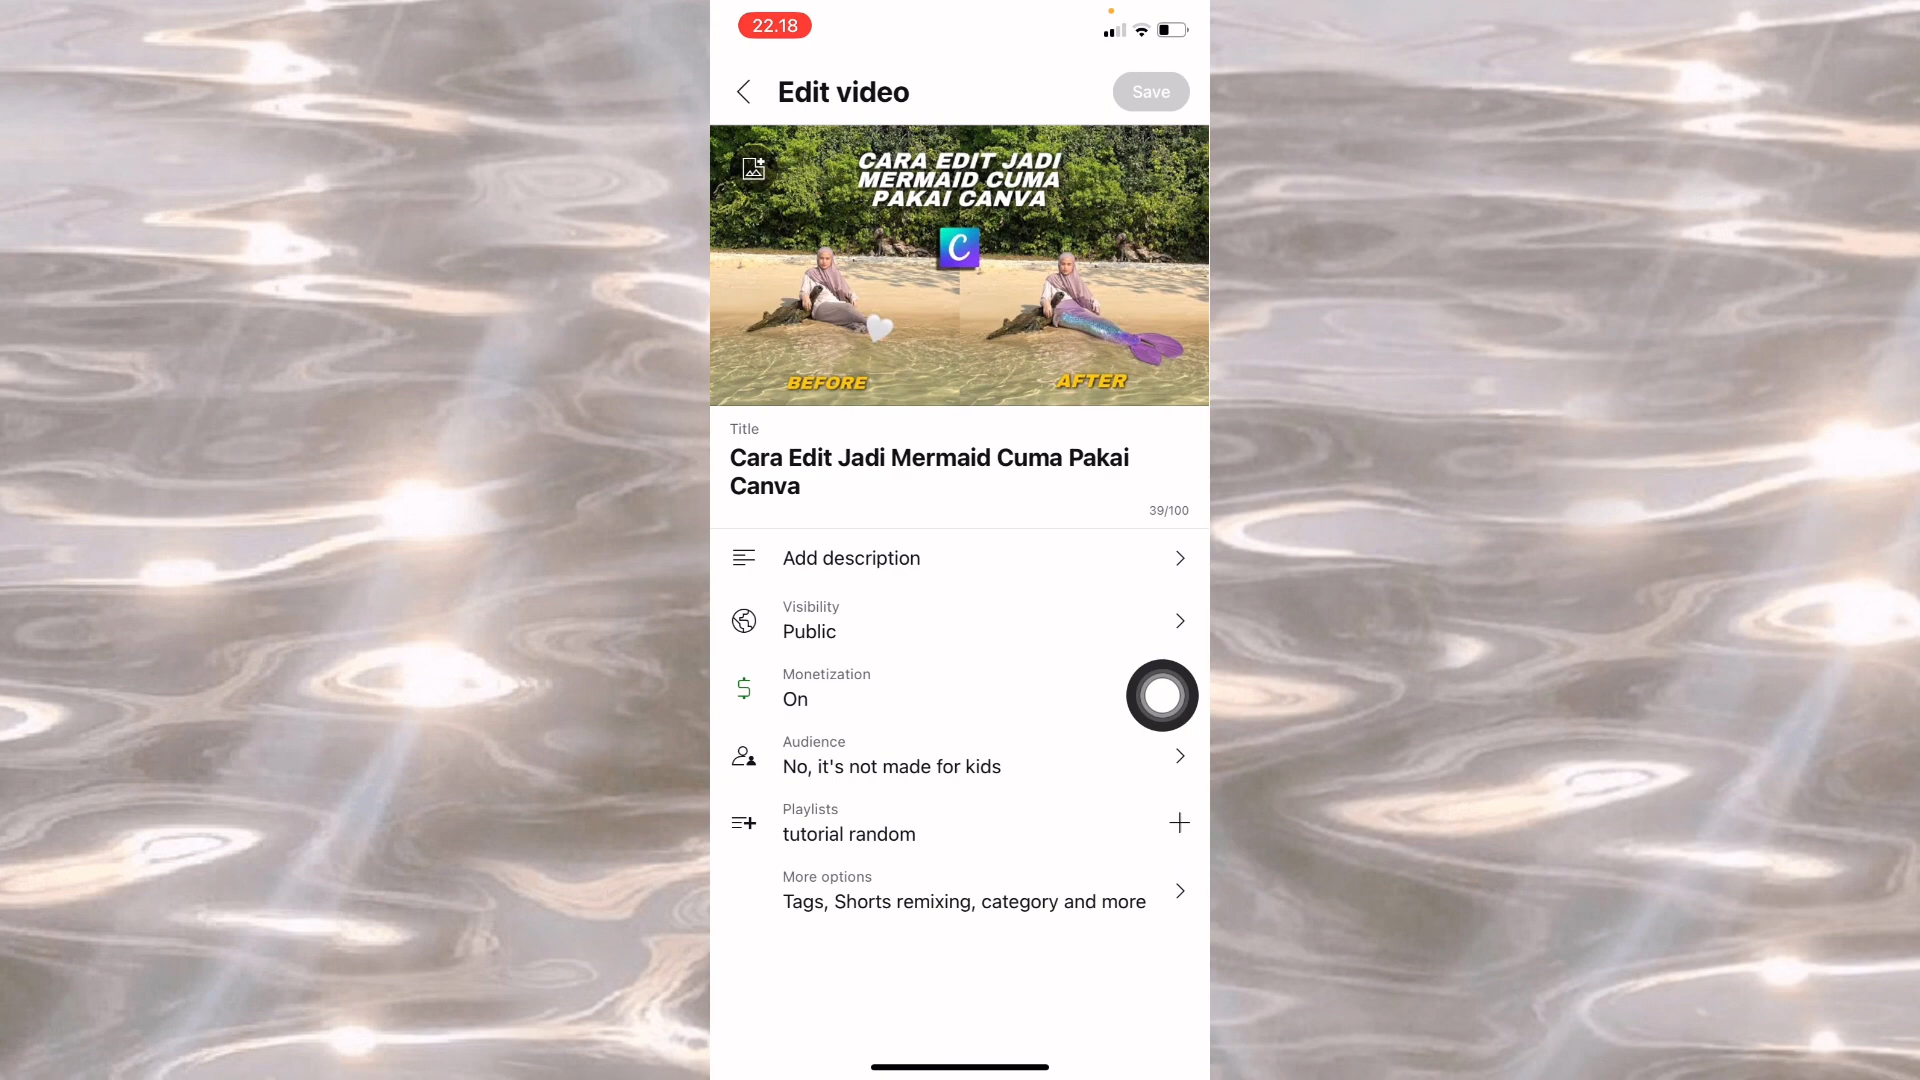 22.18
Edit video
Save
CARA EDIT JADI
MERMAID CUMA
PAKAI CANVA
C
BEFORE
AFTER
Title
Cara Edit Jadi Mermaid Cuma Pakai
Canva
39/100
Add description
Visibility
Public
Monetization
On
Audience
No, it's not made for kids
Playlists
tutorial random
More options
Tags, Shorts remixing, category and more